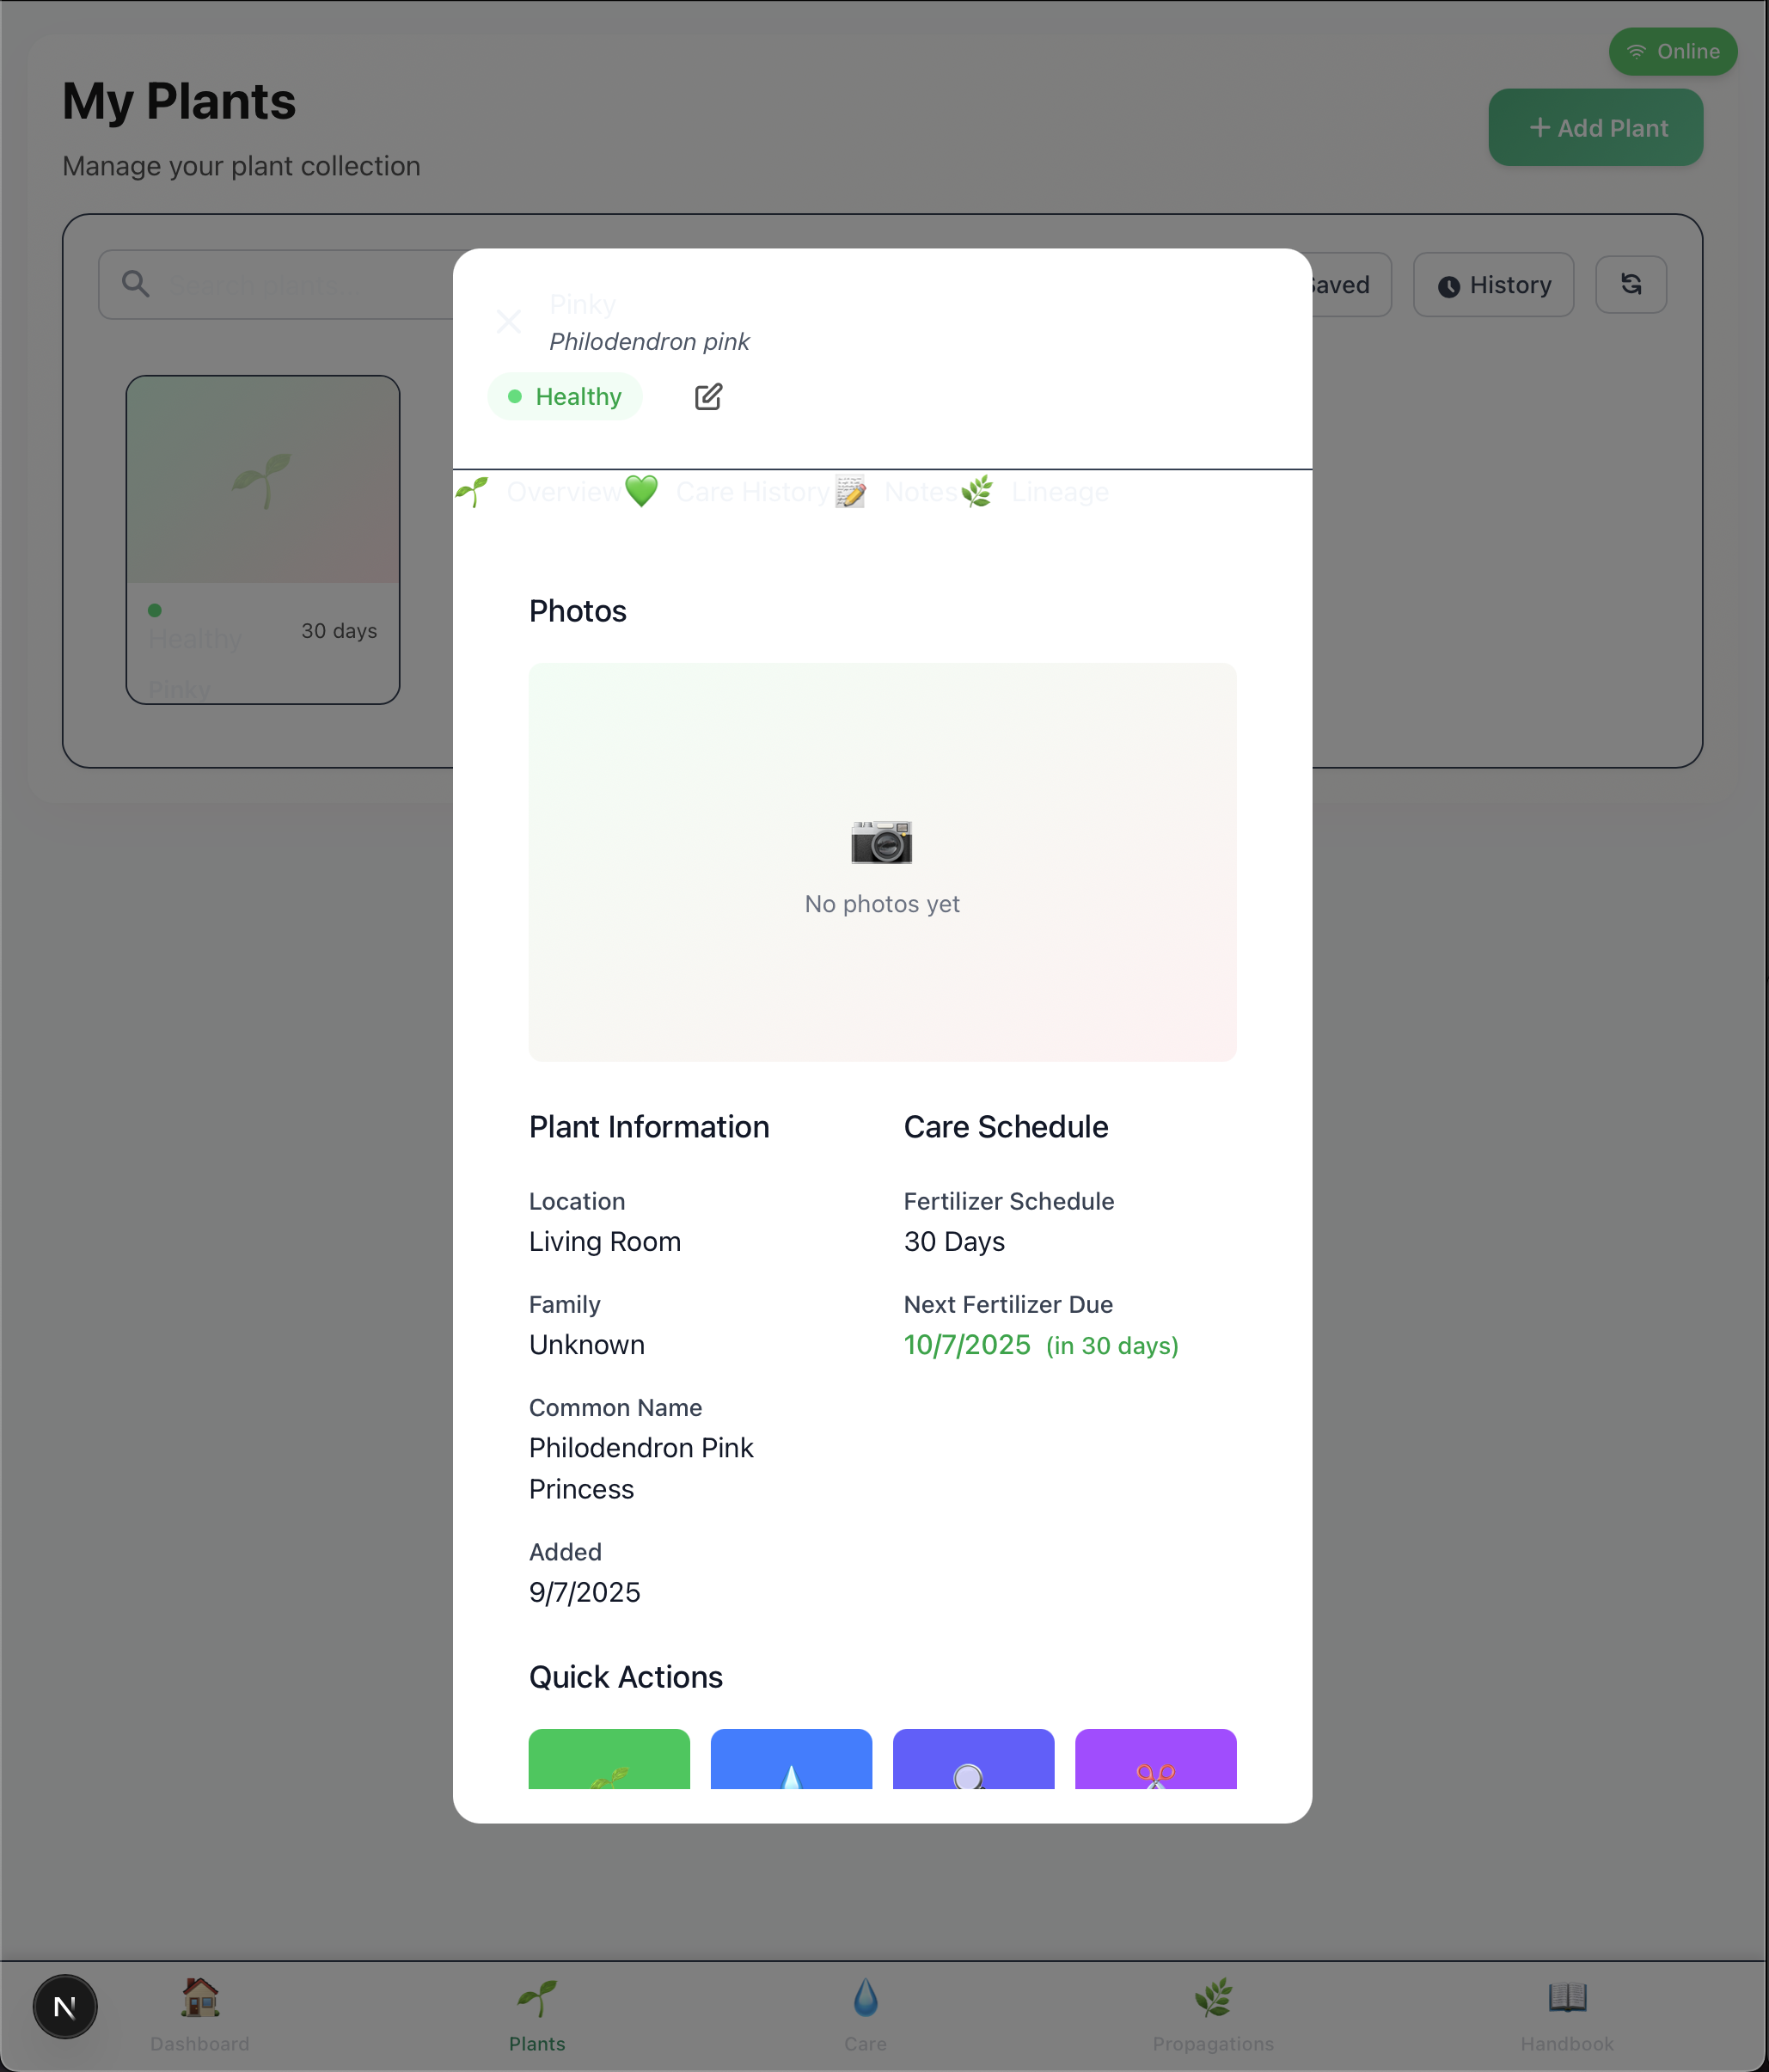 Online
My Plants
+ Add Plant
Manage your plant collection
Search plants...
Saved
History
Pinky
Philodendron pink
Healthy
Overview
Care History
Notes
Lineage
Healthy
30 days
Pinky
Photos
No photos yet
Plant Information
Care Schedule
Location
Living Room
Fertilizer Schedule
30 Days
Family
Unknown
Next Fertilizer Due
10/7/2025 (in 30 days)
Common Name
Philodendron Pink
Princess
Added
9/7/2025
Quick Actions
N
Dashboard
Plants
Care
Propagations
Handbook